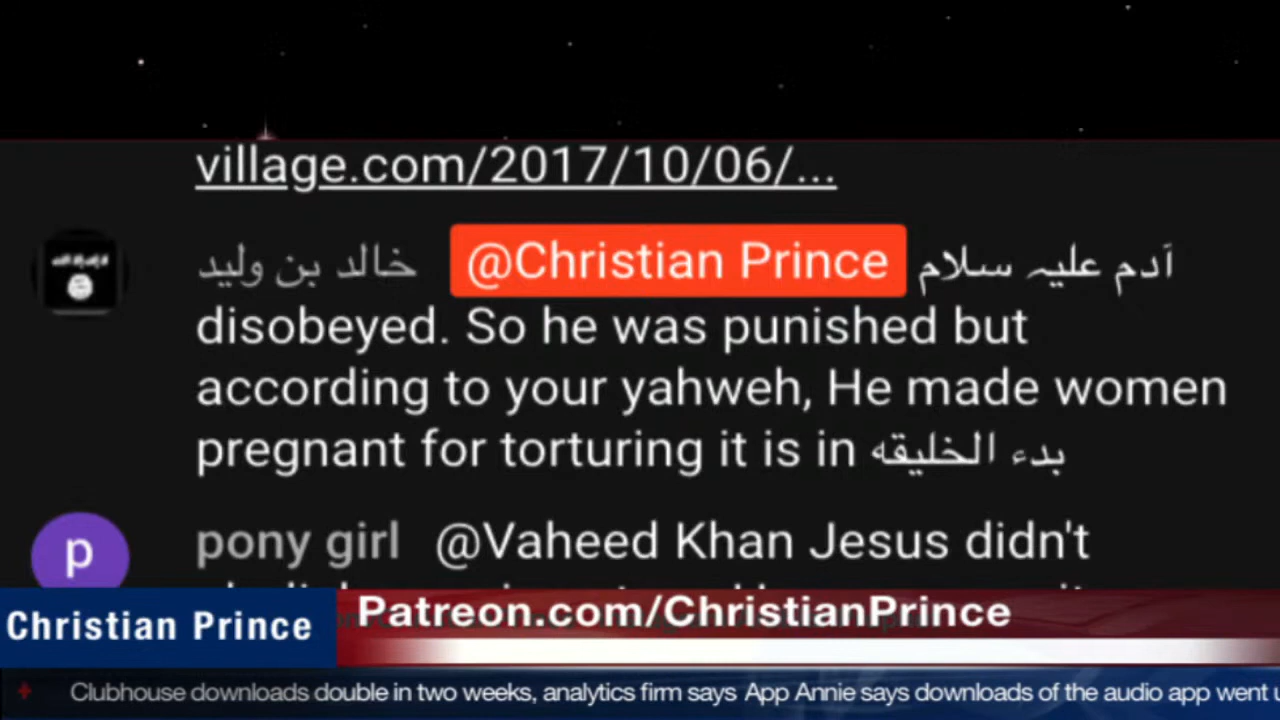 village.com/2017/10/06/...
خالد بن وليد @Christian Prince آدم علیہ سلام
disobeyed. So he was punished but
according to your yahweh, He made women
pregnant for torturing it is in بدء الخليقه
p
pony girl @Vaheed Khan Jesus didn't
Christian Prince
Patreon.com/ChristianPrince
Clubhouse downloads double in two weeks, analytics firm says App Annie says downloads of the audio app went u